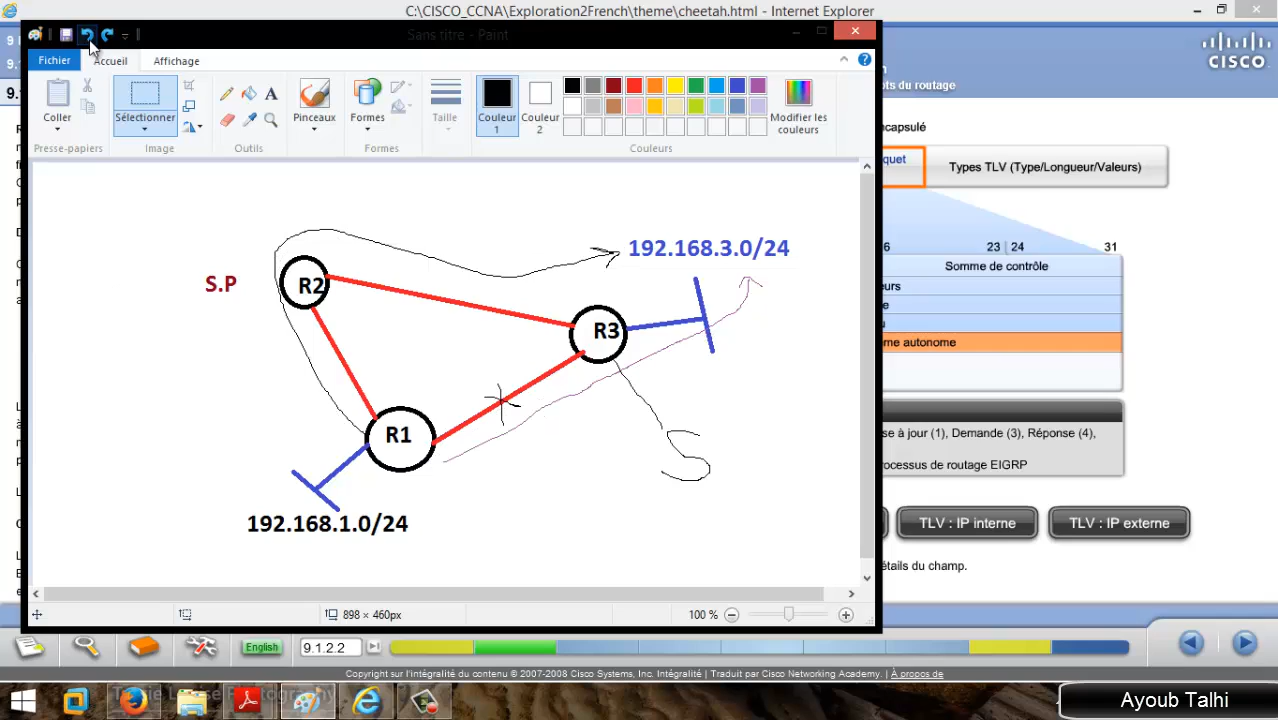 C:\CISCO_CCNA\Exploration2French\theme\cheetah.html - Internet Explorer
Sans titre - Paint
Fichier
Accueil
Affichage
Coller
Sélectionner
Pinceaux
Formes
Taille
Couleur 1
Couleur 2
Modifier les couleurs
Presse-papiers
Image
Outils
Formes
Couleurs
CISCO
ots du routage
ncapsulé
quet
Types TLV (Type/Longueur/Valeurs)
6
23
24
31
Somme de contrôle
eurs
e
u
me autonome
se à jour (1), Demande (3), Réponse (4),
rocessus de routage EIGRP
TLV : IP interne
TLV : IP externe
étails du champ.
192.168.3.0/24
S.P
R2
R3
R1
192.168.1.0/24
898 × 460px
100 %
English
9.1.2.2
Copyright sur l'intégralité du contenu © 2007-2008 Cisco Systems, Inc. Intégralité | Traduit par Cisco Networking Academy. | À propos de
Ayoub Talhi